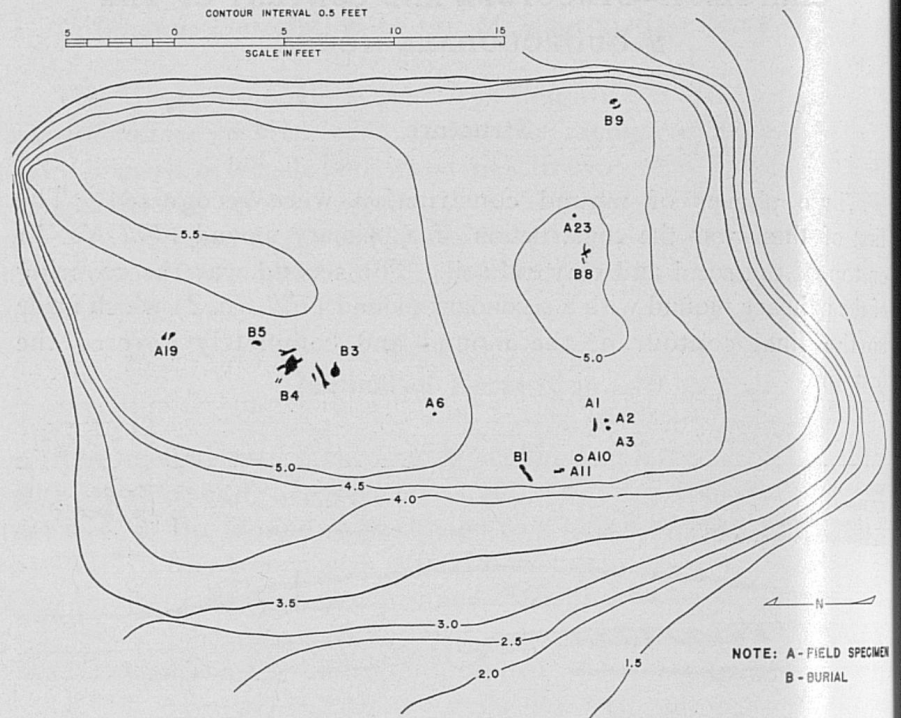 CONTOUR INTERVAL 0.5 FEET
5 0 5 10 15
SCALE IN FEET
B9
A23
5.5
B8
B5
A19
B3
5.0
B4
A6
A1
A2
A3
B1
A10
5.0
A11
4.5
4.0
3.5
N
3.0
2.5
NOTE: A - FIELD SPECIMEN
1.5
2.0
B - BURIAL